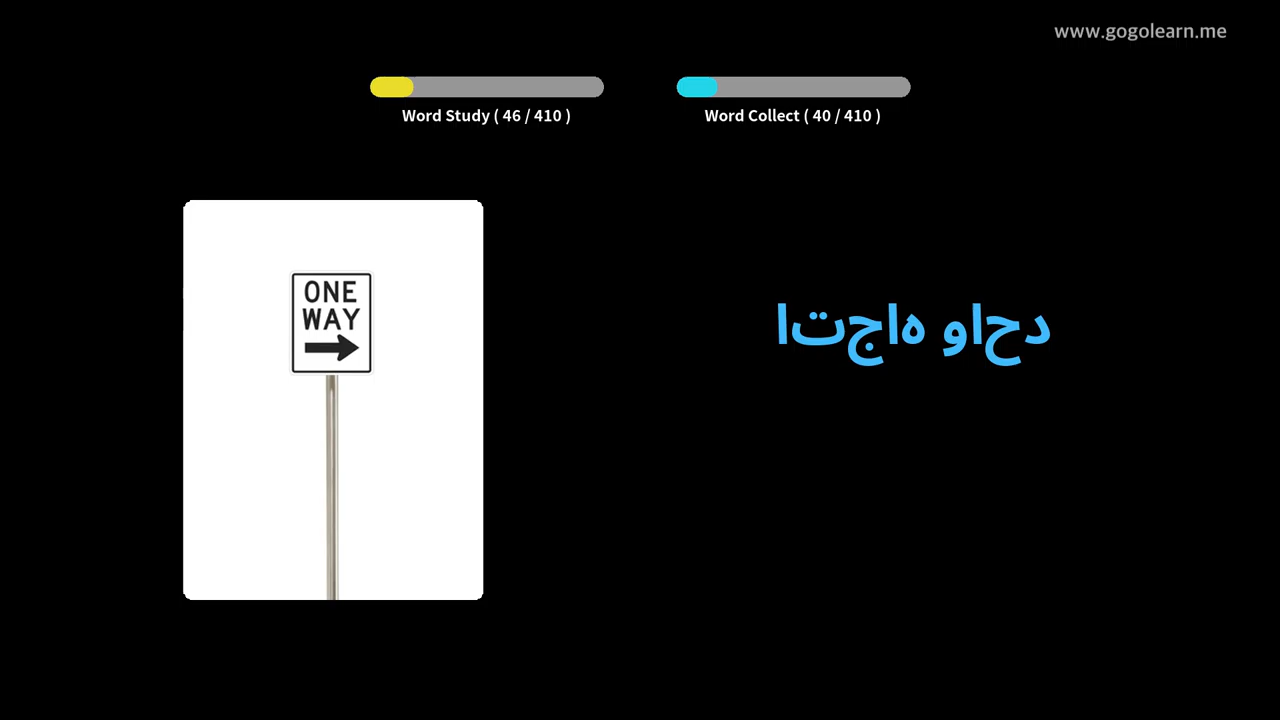 www.gogolearn.me
Word Study ( 46 / 410 )
Word Collect ( 40 / 410 )
ONE
WAY
اتجاه واحد